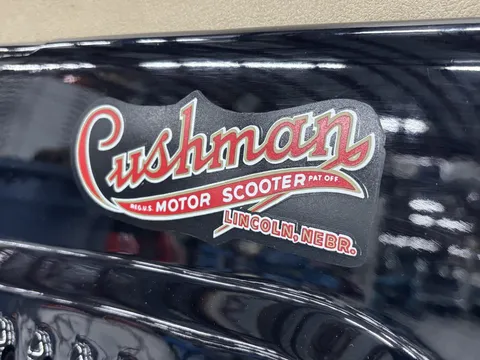 Cushman
REG. U.S. MOTOR SCOOTER PAT OFF.
LINCOLN, NEBR.